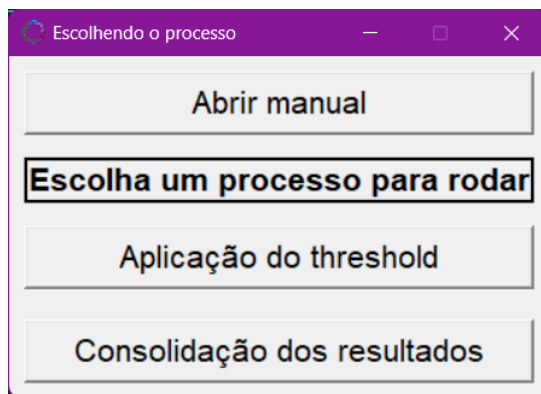 Escolhendo o processo
Abrir manual
Escolha um processo para rodar
Aplicação do threshold
Consolidação dos resultados